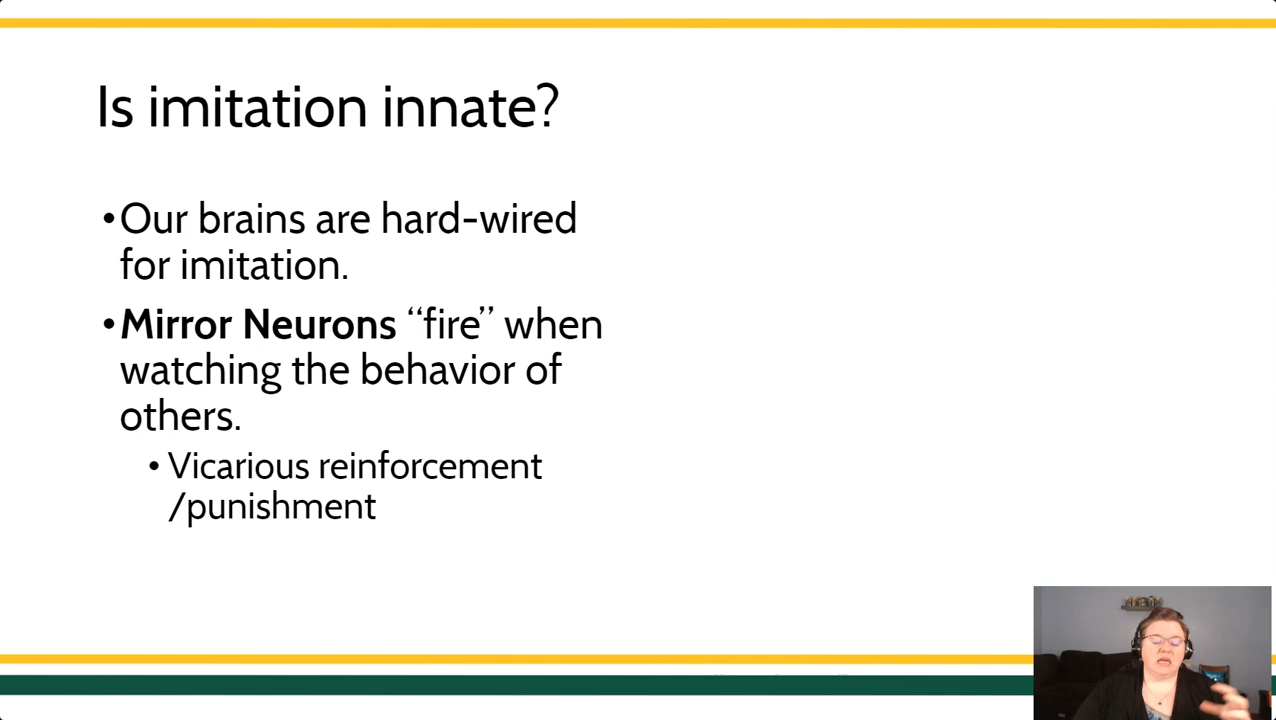 Is imitation innate?
•Our brains are hard-wired
for imitation.
•Mirror Neurons “fire” when
watching the behavior of
others.
• Vicarious reinforcement
/punishment